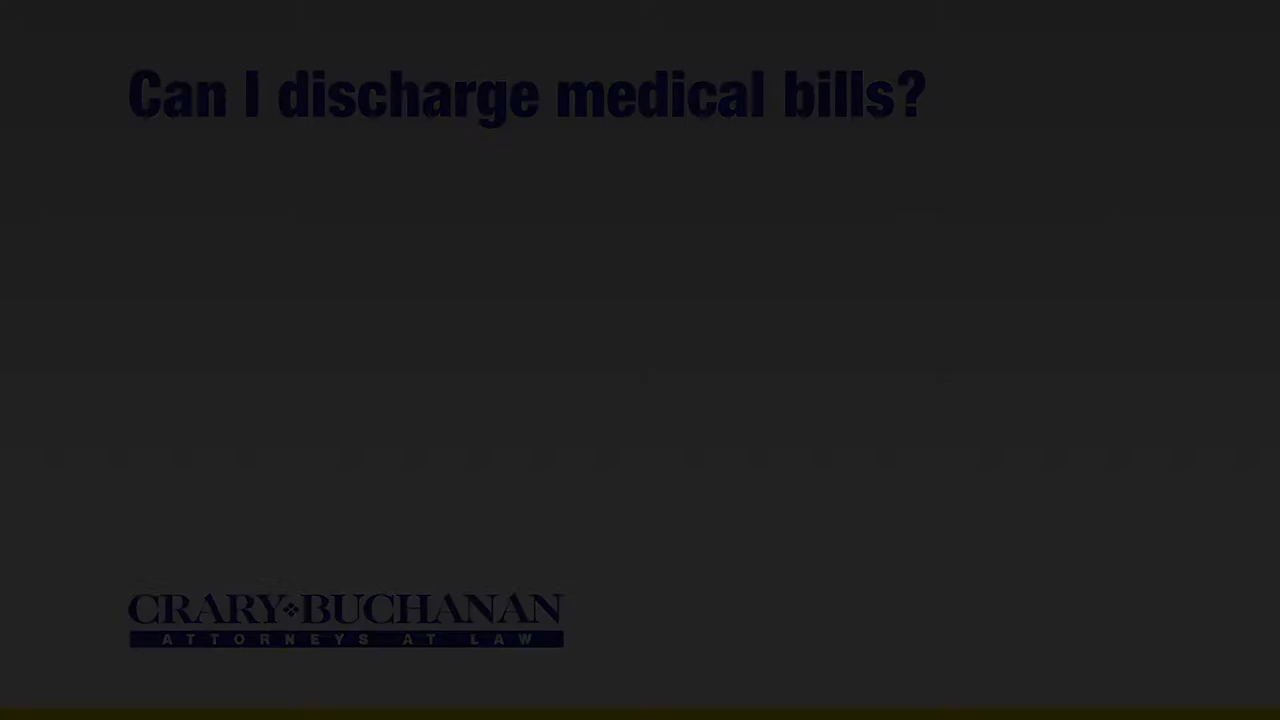 Can I discharge medical bills?
CRARY BUCHANAN
ATTORNEYS AT LAW